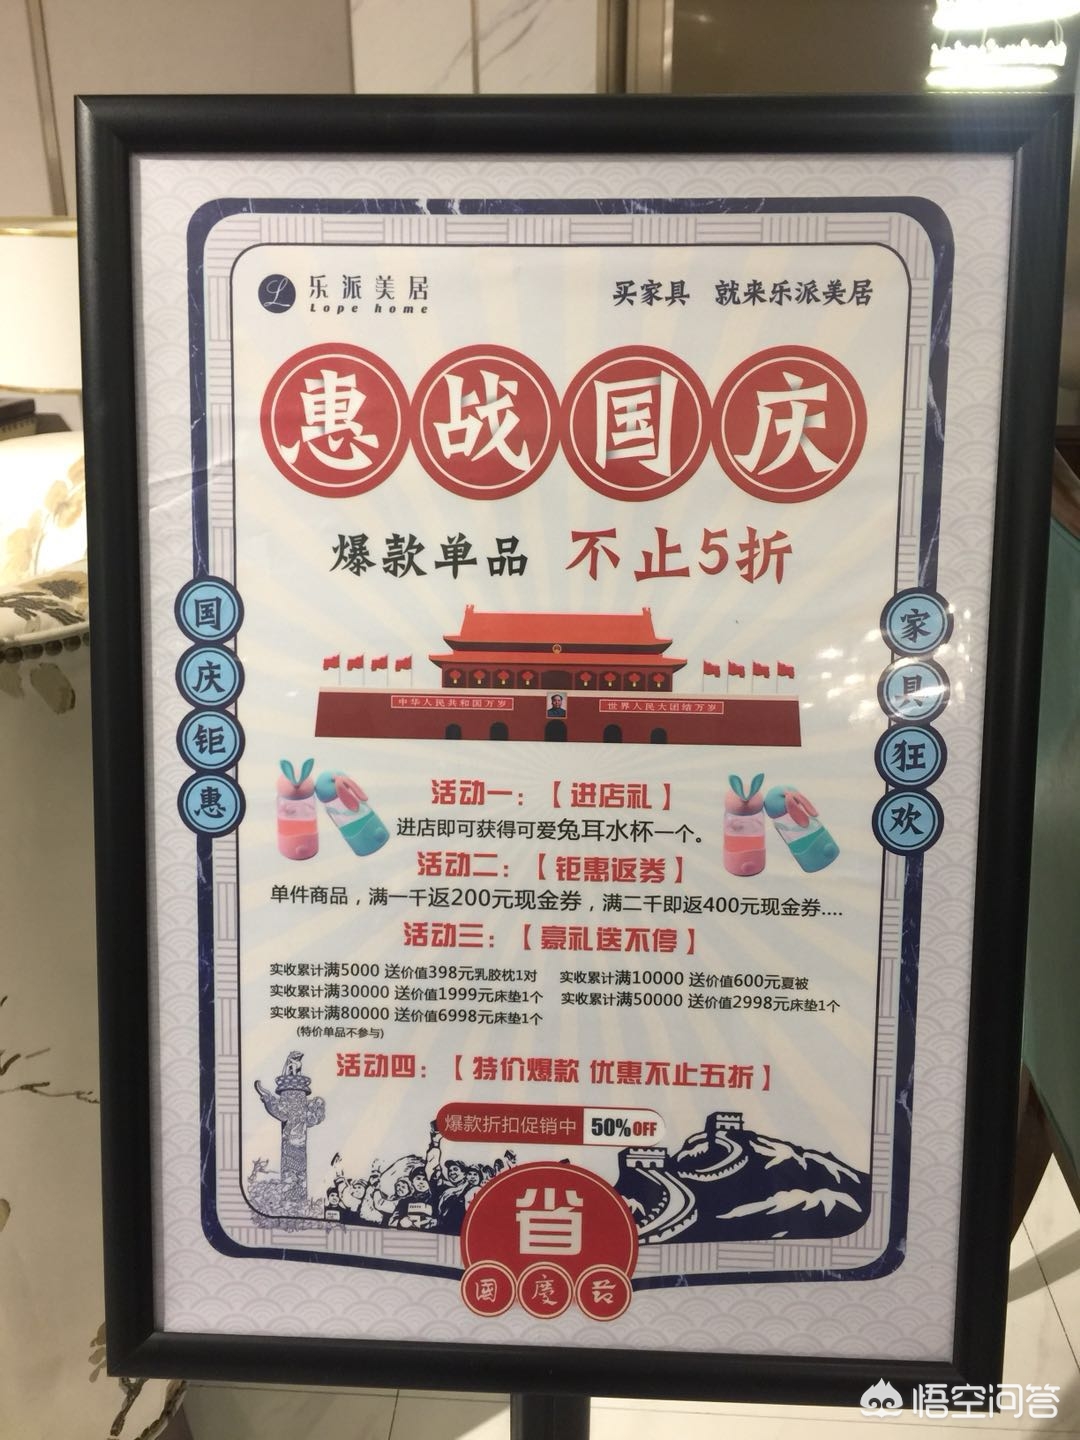 乐派美居
Lope home
买家具 就来乐派美居
惠战国庆
爆款单品 不止5折
国庆钜惠
家具狂欢
中华人民共和国万岁
世界人民大团结万岁
活动一：【进店礼】
进店即可获得可爱兔耳水杯一个。
活动二：【钜惠返券】
单件商品，满一千返200元现金券，满二千即返400元现金券....
活动三：【豪礼送不停】
实收累计满5000 送价值398元乳胶枕1对
实收累计满10000 送价值600元夏被
实收累计满30000 送价值1999元床垫1个
实收累计满50000 送价值2998元床垫1个
实收累计满80000 送价值6998元床垫1个
(特价单品不参与)
活动四：【特价爆款 优惠不止五折】
爆款折扣促销中 50%OFF
省
國慶节
悟空问答